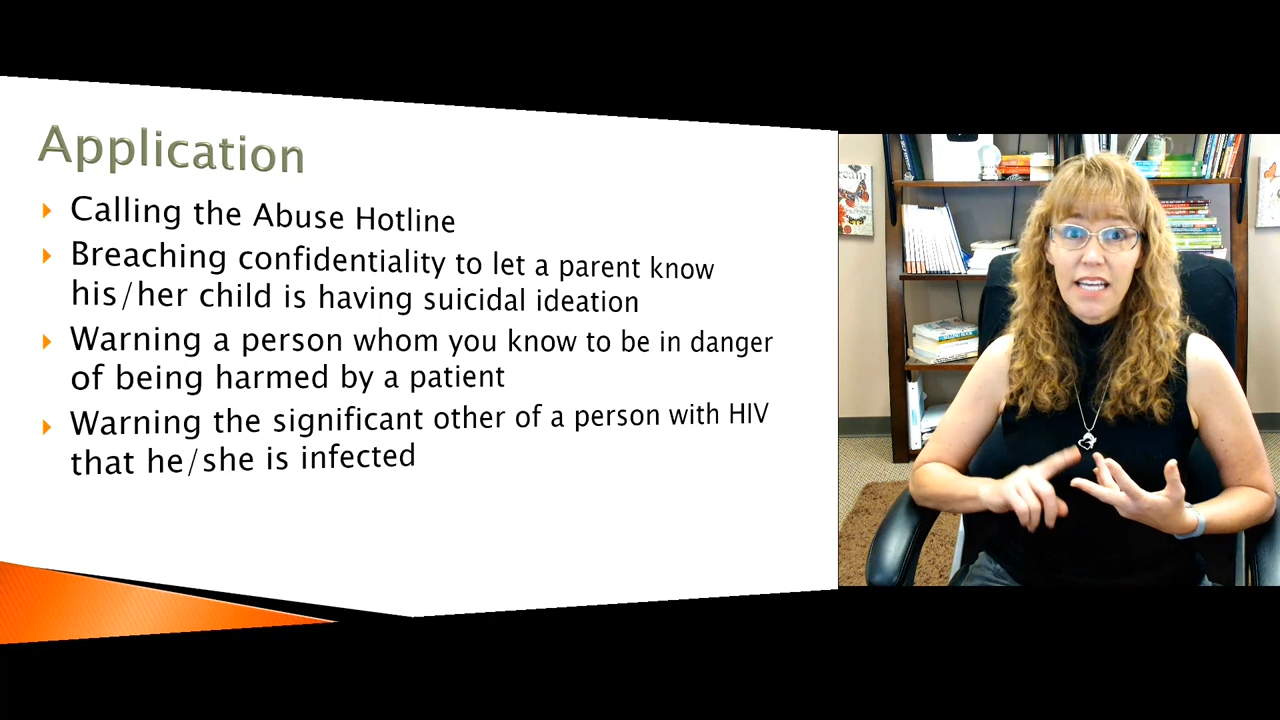 Application
Calling the Abuse Hotline
Breaching confidentiality to let a parent know
his/her child is having suicidal ideation
Warning a person whom you know to be in danger
of being harmed by a patient
Warning the significant other of a person with HIV
that he/she is infected